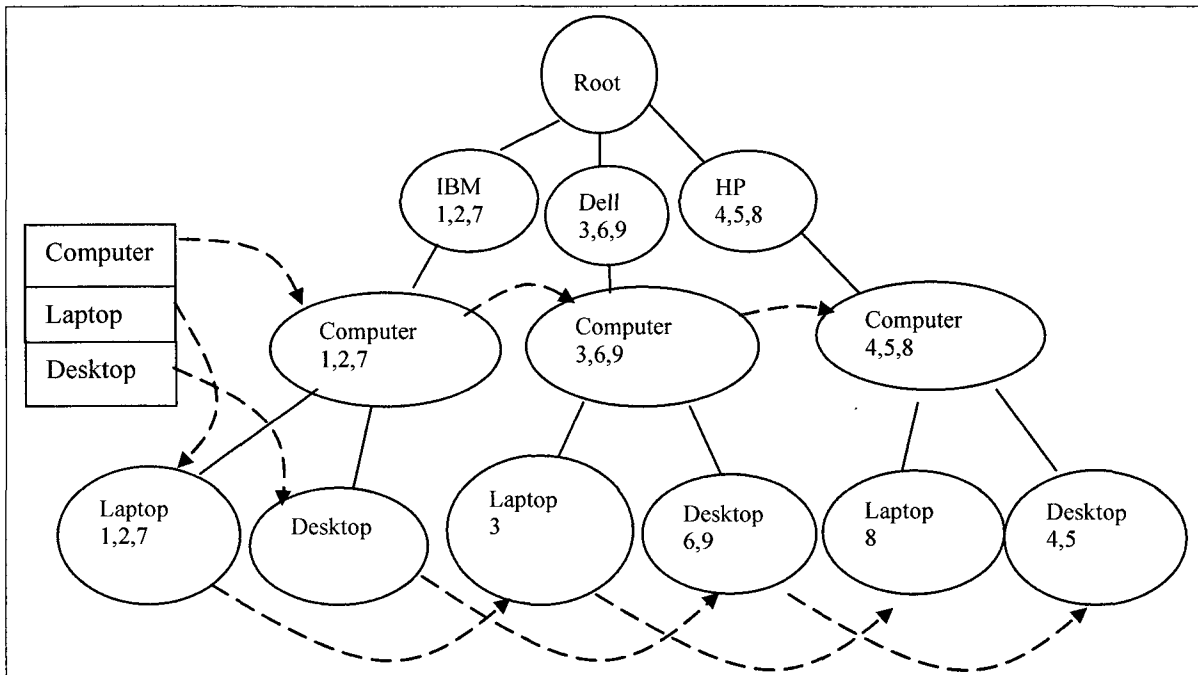 Root
IBM
1,2,7
Dell
3,6,9
HP
4,5,8
Computer
Laptop
Desktop
Computer
1,2,7
Computer
3,6,9
Computer
4,5,8
Laptop
1,2,7
Desktop
Laptop
3
Desktop
6,9
Laptop
8
Desktop
4,5